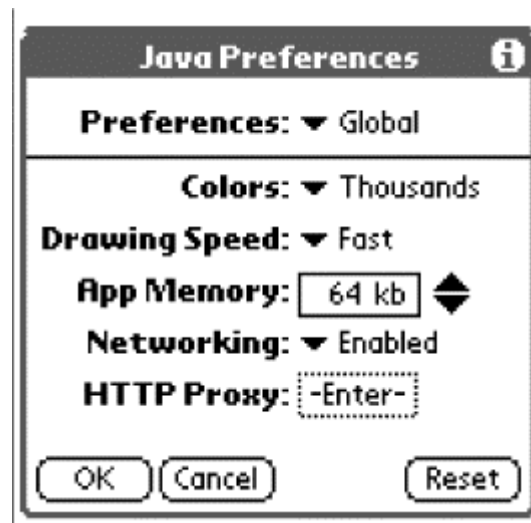 Java Preferences i
Preferences: Global
Colors: Thousands
Drawing Speed: Fast
App Memory: 64 kb
Networking: Enabled
HTTP Proxy: -Enter-
OK Cancel Reset